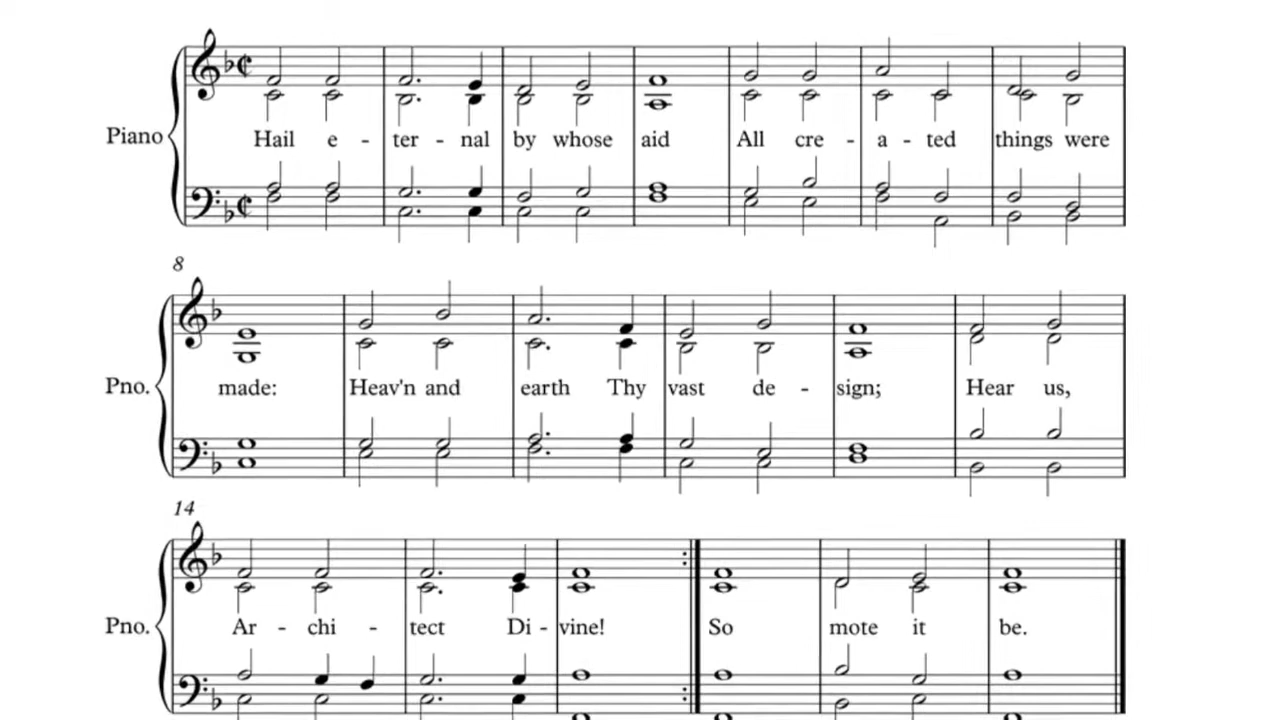 Piano
Hail e - ter - nal by whose aid All cre - a - ted things were
8
Pno.
made: Heav'n and earth Thy vast de - sign; Hear us,
14
Pno.
Ar - chi - tect Di - vine! So mote it be.